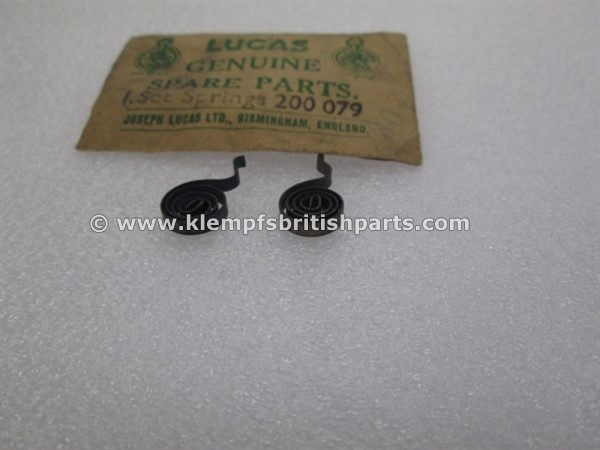 LUCAS
GENUINE
SPARE PARTS.
1. Set Springs 200 079
JOSEPH LUCAS LTD., BIRMINGHAM, ENGLAND.
© www.klempfsbritishparts.com